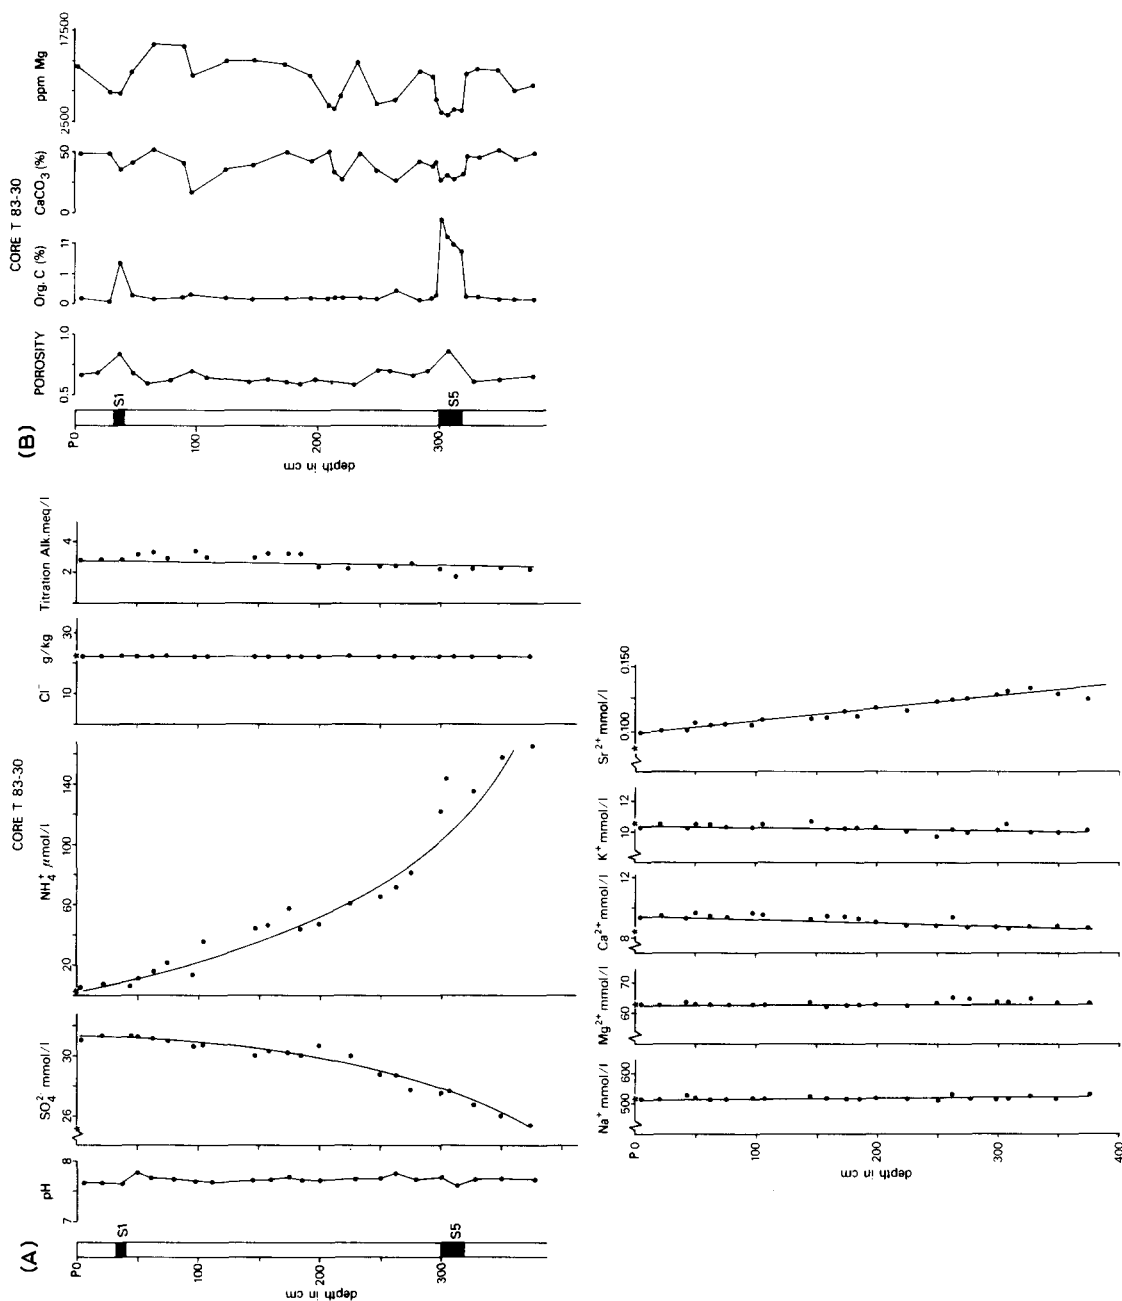 (A)
CORE T 83-30
P 0
100
200
300
depth in cm
S1
S5
pH
7
8
SO₄²⁻ mmol/l
26
30
NH₄⁺ µmol/l
20
60
100
140
Cl⁻ g/kg
10
30
Titration Alk.meq/l
2
4
P 0
100
200
300
400
depth in cm
Na⁺ mmol/l
500
600
Mg²⁺ mmol/l
63
70
Ca²⁺ mmol/l
8
12
K⁺ mmol/l
10
12
Sr²⁺ mmol/l
0.100
0.150
(B)
CORE T 83-30
P 0
100
200
300
depth in cm
S1
S5
POROSITY
0.5
1.0
Org. C (%)
0
1
11
CaCO₃ (%)
0
50
ppm Mg
2500
17500